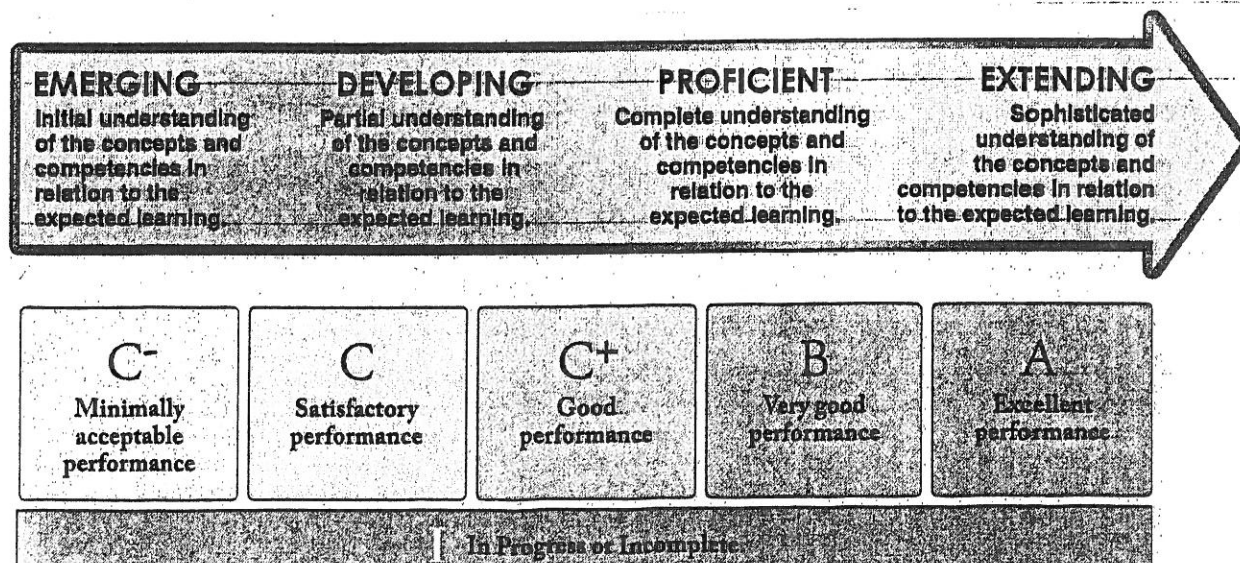 EMERGING
Initial understanding
of the concepts and
competencies in
relation to the
expected learning.
DEVELOPING
Partial understanding
of the concepts and
competencies in
relation to the
expected learning.
PROFICIENT
Complete understanding
of the concepts and
competencies in
relation to the
expected learning.
EXTENDING
Sophisticated
understanding of
the concepts and
competencies in relation
to the expected learning.
C-
Minimally
acceptable
performance
C
Satisfactory
performance
C+
Good
performance
B
Very good
performance
A
Excellent
performance
I In Progress or Incomplete